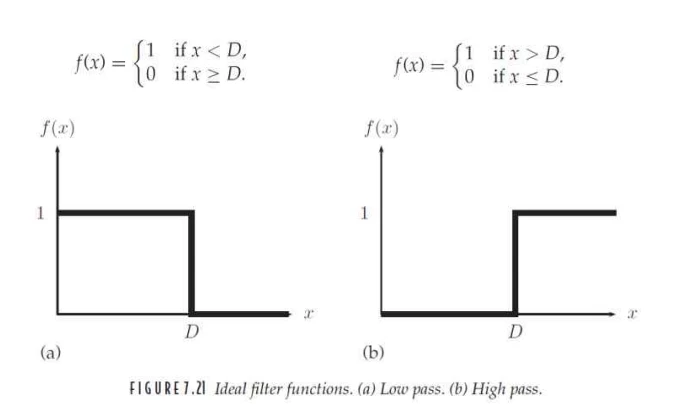 f(x) = {1 if x < D,
0 if x ≥ D.
f(x) = {1 if x > D,
0 if x ≤ D.
f(x)
1
D
x
(a)
f(x)
1
D
x
(b)
FIGURE 7.21 Ideal filter functions. (a) Low pass. (b) High pass.